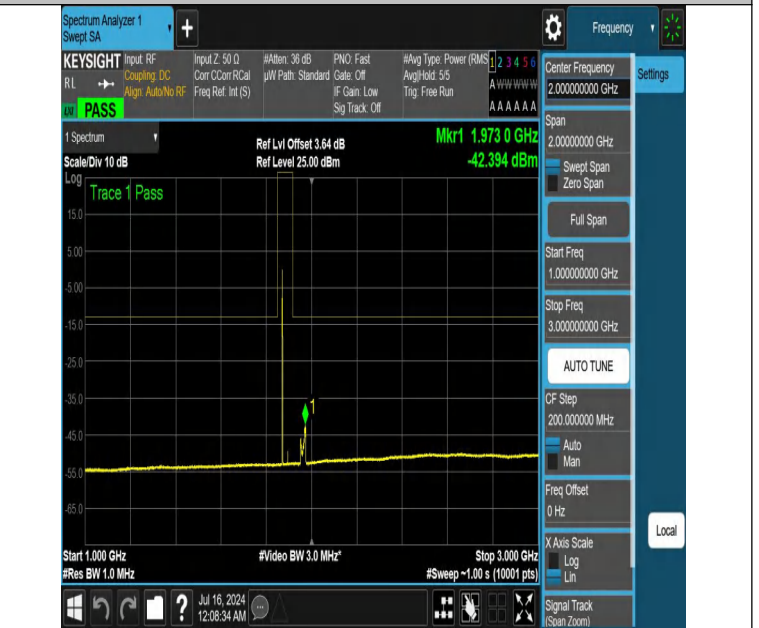 Spectrum Analyzer 1
Swept SA
Frequency
KEYSIGHT
RL
PASS
Input: RF
Coupling: DC
Align: Auto/No RF
Input Z: 50 Ω
Corr CCorr RCal
Freq Ref: Int (S)
#Atten: 36 dB
µW Path: Standard
PNO: Fast
Gate: Off
IF Gain: Low
Sig Track: Off
#Avg Type: Power (RMS
Avg|Hold: 5/5
Trig: Free Run
1 2 3 4 5 6
A W W W W W
A A A A A A
1 Spectrum
Scale/Div 10 dB
Ref Lvl Offset 3.64 dB
Ref Level 25.00 dBm
Mkr1 1.973 0 GHz
-42.394 dBm
Log
Trace 1 Pass
15.0
5.00
-5.00
-15.0
-25.0
-35.0
-45.0
-55.0
-65.0
1
Start 1.000 GHz
#Res BW 1.0 MHz
#Video BW 3.0 MHz*
Stop 3.000 GHz
#Sweep ~1.00 s (10001 pts)
Jul 16, 2024
12:08:34 AM
Center Frequency
2.000000000 GHz
Settings
Span
2.00000000 GHz
Swept Span
Zero Span
Full Span
Start Freq
1.000000000 GHz
Stop Freq
3.000000000 GHz
AUTO TUNE
CF Step
200.000000 MHz
Auto
Man
Freq Offset
0 Hz
X Axis Scale
Log
Lin
Local
Signal Track
(Span Zoom)